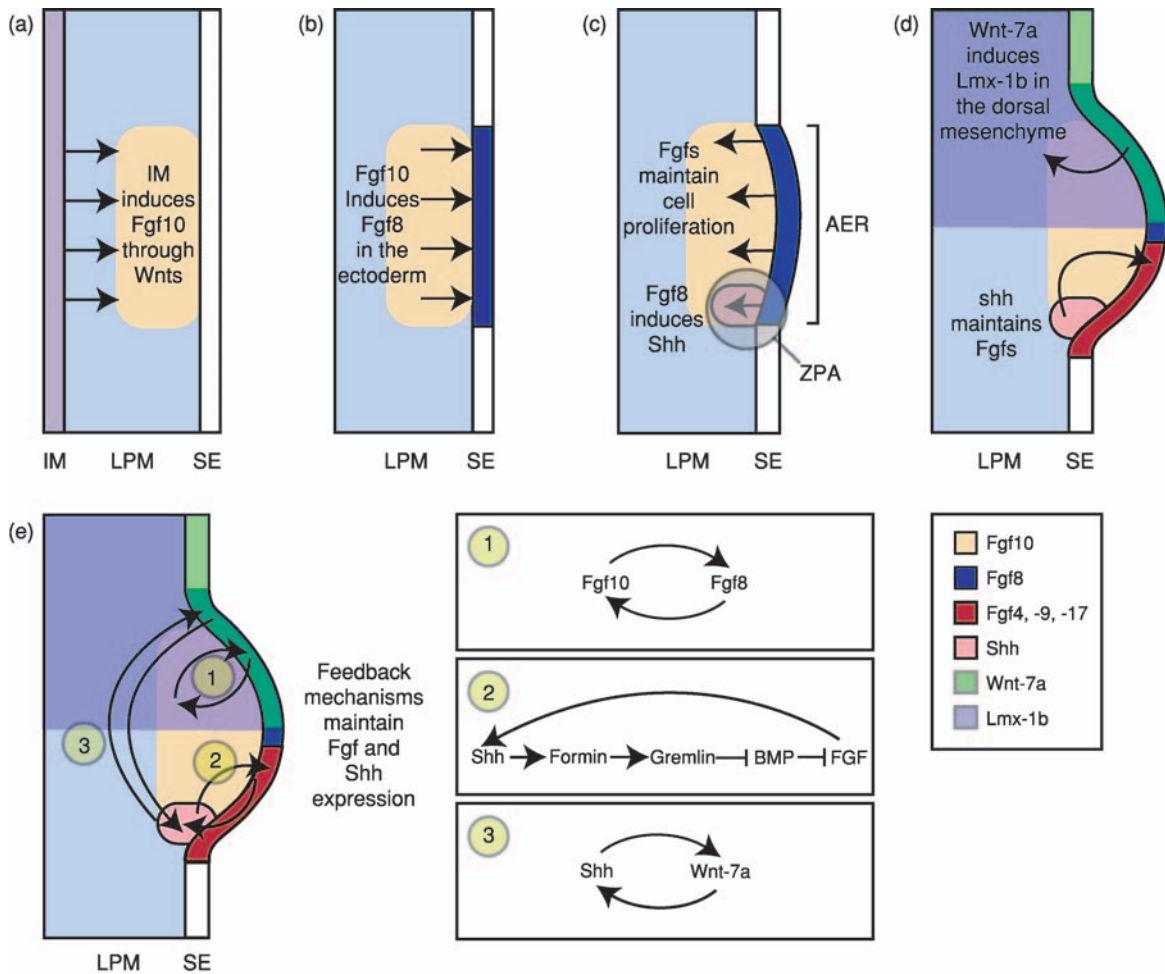 (a)
IM
induces
Fgf10
through
Wnts
IM LPM SE
(b)
Fgf10
Induces
Fgf8
in the
ectoderm
LPM SE
(c)
Fgfs
maintain
cell
proliferation
Fgf8
induces
Shh
AER
ZPA
LPM SE
(d)
Wnt-7a
induces
Lmx-1b in
the dorsal
mesenchyme
shh
maintains
Fgfs
LPM SE
(e)
1
2
3
LPM SE
Feedback
mechanisms
maintain
Fgf and
Shh
expression
1
Fgf10 Fgf8
2
Shh Formin Gremlin BMP FGF
3
Shh Wnt-7a
Fgf10
Fgf8
Fgf4, -9, -17
Shh
Wnt-7a
Lmx-1b